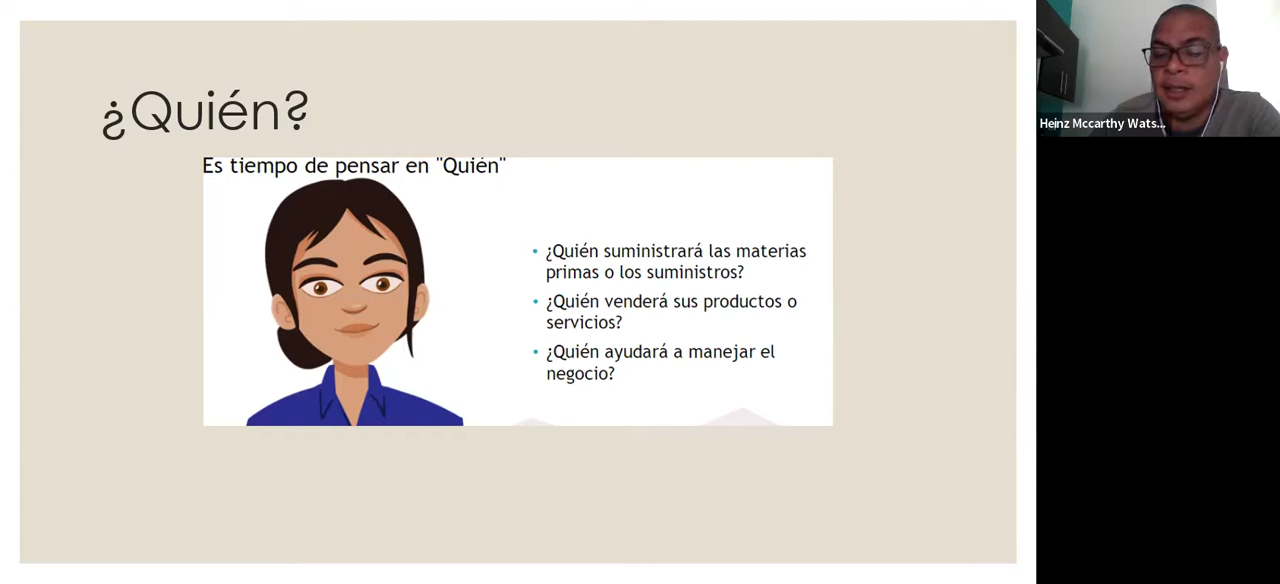 ¿Quién?
Es tiempo de pensar en "Quién"
• ¿Quién suministrará las materias
primas o los suministros?
• ¿Quién venderá sus productos o
servicios?
• ¿Quién ayudará a manejar el
negocio?
Heinz Mccarthy Wats...